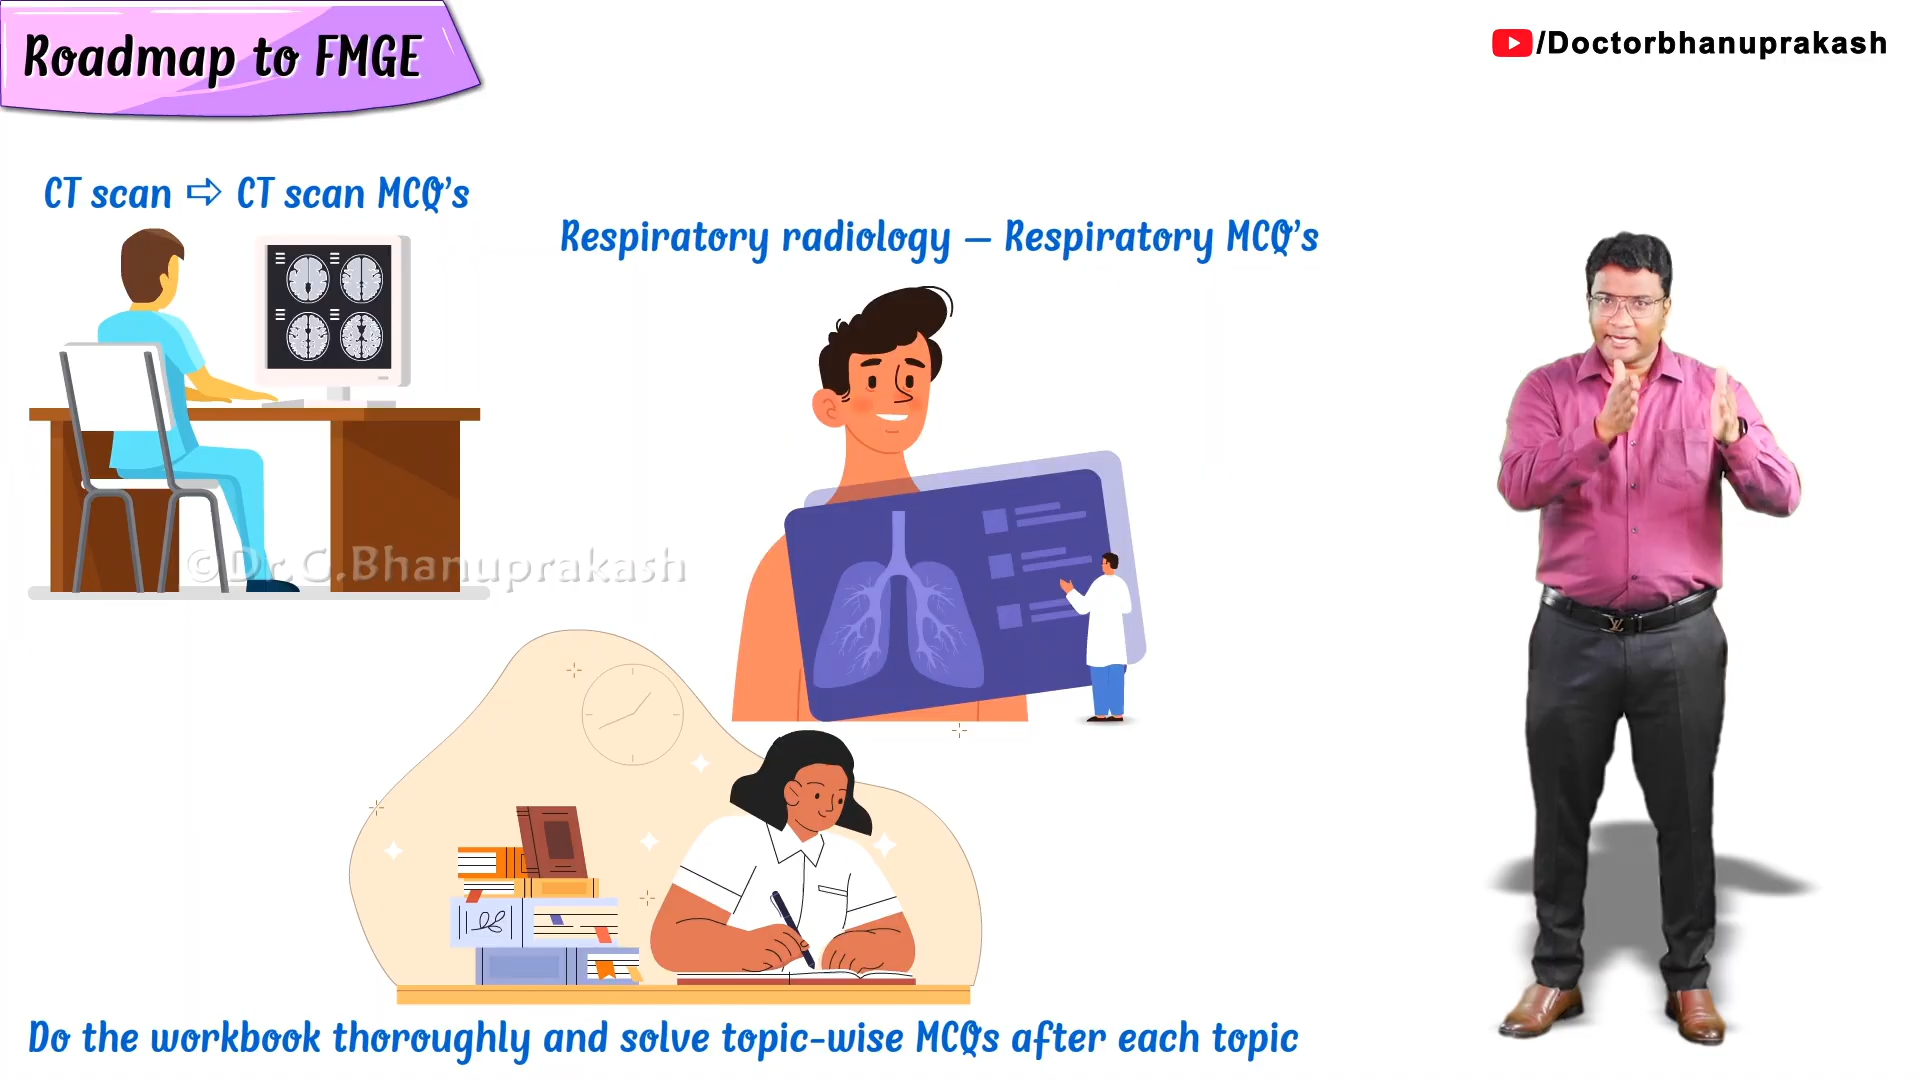 Roadmap to FMGE
/Doctorbhanuprakash
CT scan ⇨ CT scan MCQ's
Respiratory radiology – Respiratory MCQ's
©Dr.G.Bhanuprakash
Do the workbook thoroughly and solve topic-wise MCQs after each topic